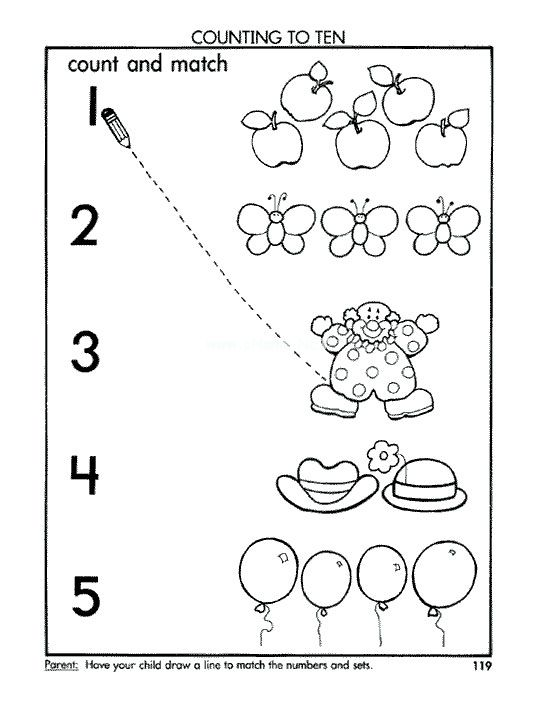 COUNTING TO TEN
count and match
1
2
3
4
5
Parent: Have your child draw a line to match the numbers and sets.
119